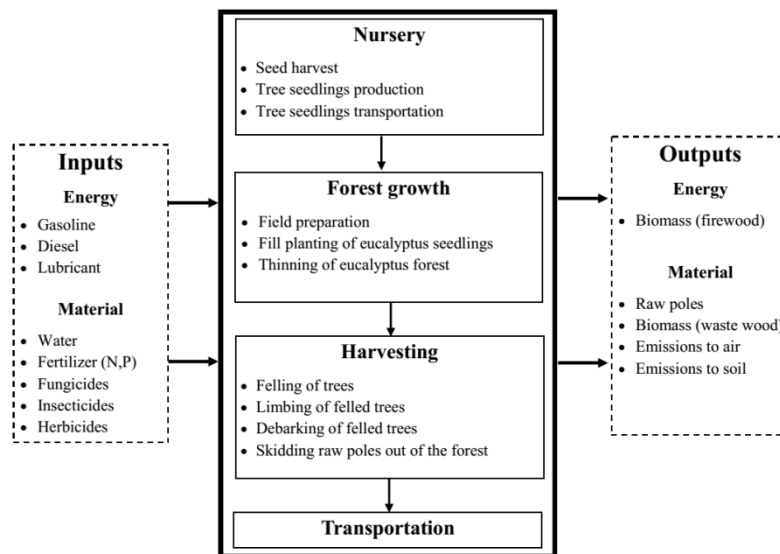 Nursery
Seed harvest
Tree seedlings production
Tree seedlings transportation
Inputs
Energy
Gasoline
Diesel
Lubricant
Material
Water
Fertilizer (N,P)
Fungicides
Insecticides
Herbicides
Forest growth
Field preparation
Fill planting of eucalyptus seedlings
Thinning of eucalyptus forest
Harvesting
Felling of trees
Limbing of felled trees
Debarking of felled trees
Skidding raw poles out of the forest
Transportation
Outputs
Energy
Biomass (firewood)
Material
Raw poles
Biomass (waste wood)
Emissions to air
Emissions to soil